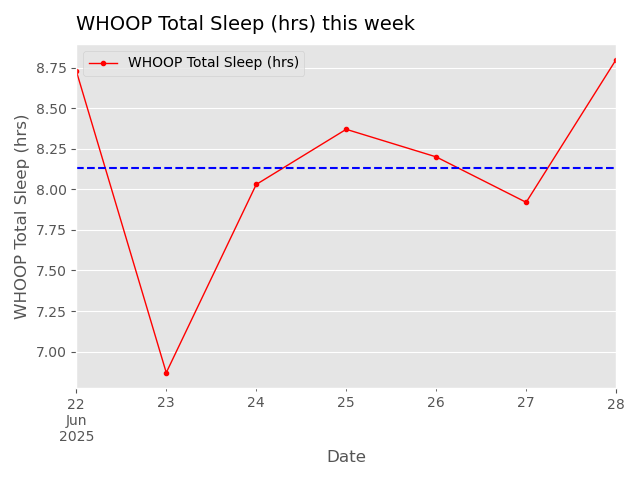 WHOOP Total Sleep (hrs) this week
WHOOP Total Sleep (hrs)
WHOOP Total Sleep (hrs)
8.75
8.50
8.25
8.00
7.75
7.50
7.25
7.00
22 23 24 25 26 27 28
Jun
2025
Date